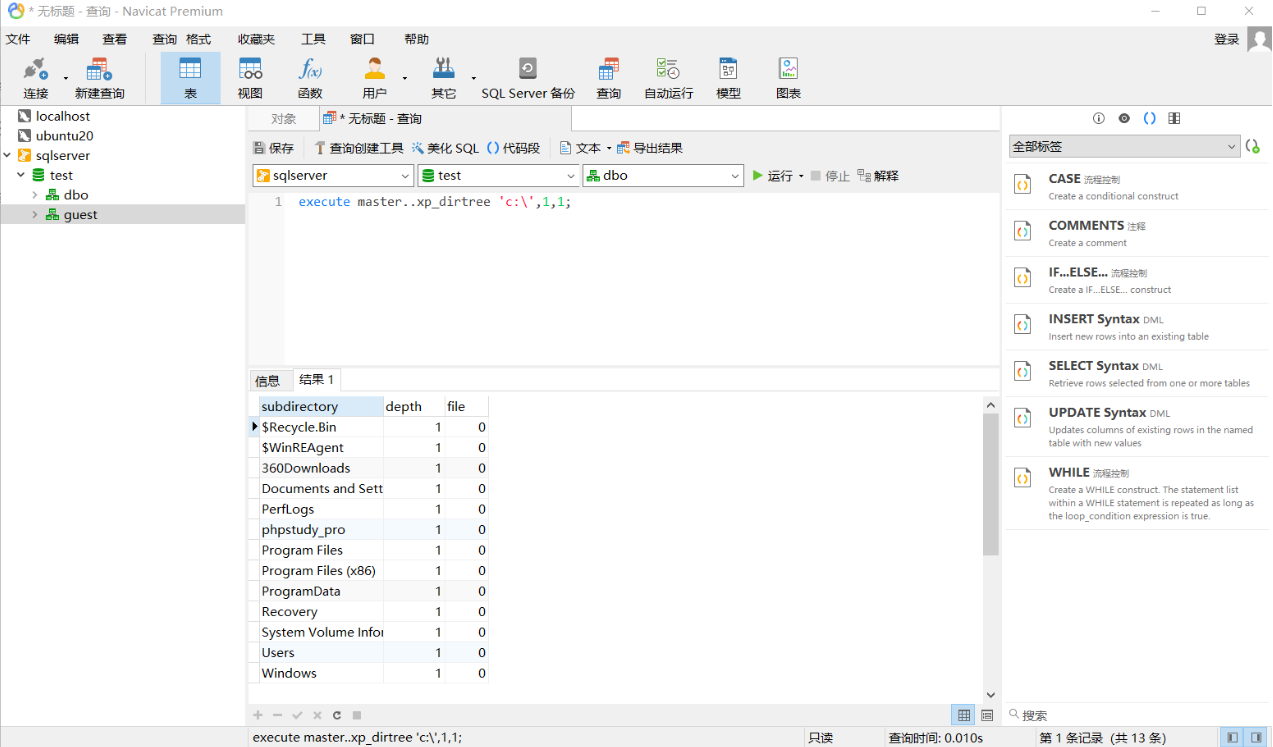 * 无标题 - 查询 - Navicat Premium
文件 编辑 查看 查询 格式 收藏夹 工具 窗口 帮助 登录
连接 新建查询 表 视图 函数 用户 其它 SQL Server 备份 查询 自动运行 模型 图表
localhost
ubuntu20
sqlserver
test
dbo
guest
对象 * 无标题 - 查询
保存 查询创建工具 美化 SQL 代码段 文本 导出结果
sqlserver test dbo 运行 停止 解释
1 execute master..xp_dirtree 'c:\',1,1;
信息 结果 1
subdirectory depth file
$Recycle.Bin 1 0
$WinREAgent 1 0
360Downloads 1 0
Documents and Sett 1 0
PerfLogs 1 0
phpstudy_pro 1 0
Program Files 1 0
Program Files (x86) 1 0
ProgramData 1 0
Recovery 1 0
System Volume Infor 1 0
Users 1 0
Windows 1 0
全部标签
CASE 流程控制
Create a conditional construct
COMMENTS 注释
Create a comment
IF...ELSE... 流程控制
Create a IF...ELSE... construct
INSERT Syntax DML
Insert new rows into an existing table
SELECT Syntax DML
Retrieve rows selected from one or more tables
UPDATE Syntax DML
Updates columns of existing rows in the named
table with new values
WHILE 流程控制
Create a WHILE construct. The statement list
within a WHILE statement is repeated as long as
the loop_condition expression is true.
搜索
execute master..xp_dirtree 'c:\',1,1; 只读 查询时间: 0.010s 第 1 条记录 (共 13 条)